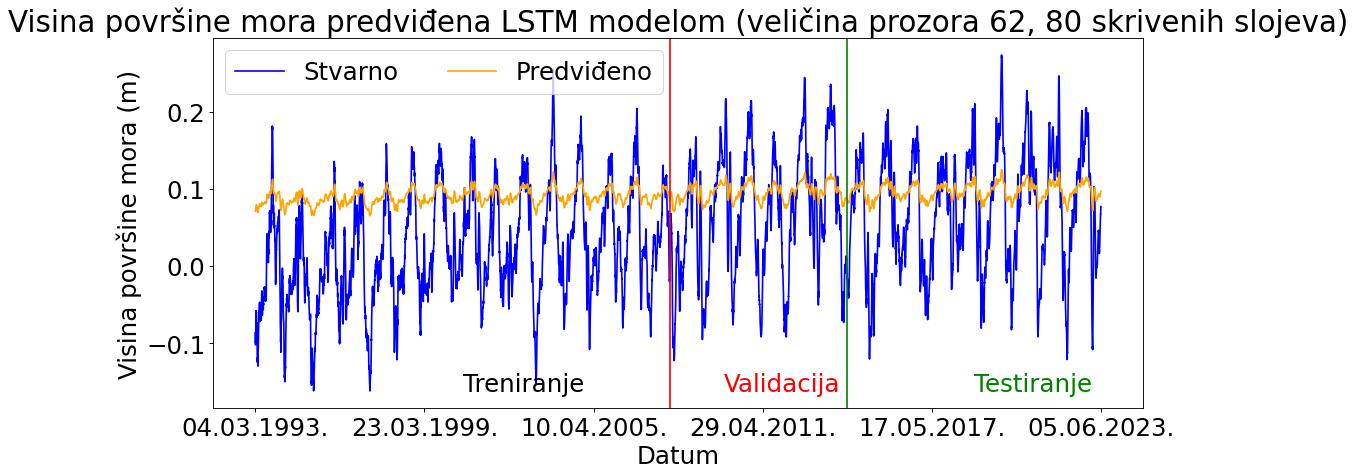 Visina površine mora predviđena LSTM modelom (veličina prozora 62, 80 skrivenih slojeva)
Stvarno
Predviđeno
Visina površine mora (m)
0.2
0.1
0.0
−0.1
Treniranje
Validacija
Testiranje
04.03.1993.
23.03.1999.
10.04.2005.
29.04.2011.
17.05.2017.
05.06.2023.
Datum